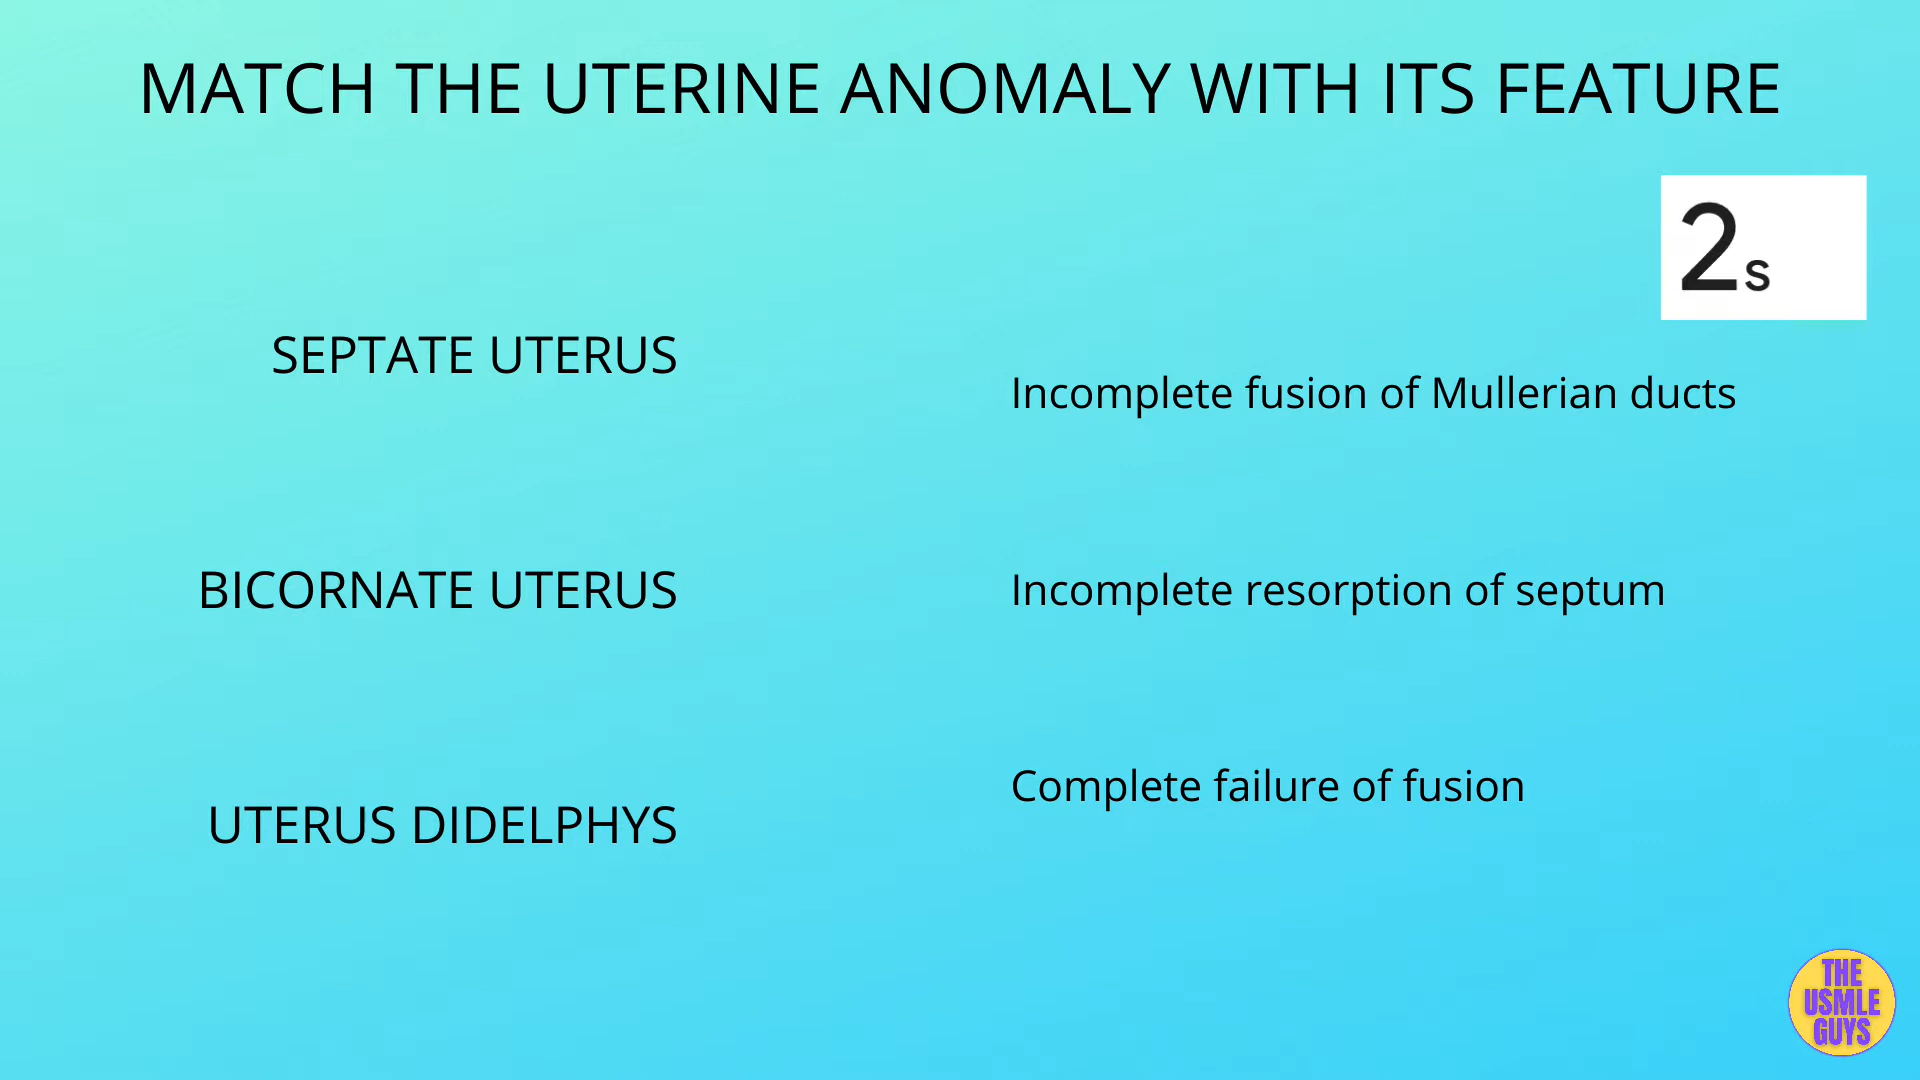 MATCH THE UTERINE ANOMALY WITH ITS FEATURE
2s
SEPTATE UTERUS
Incomplete fusion of Mullerian ducts
BICORNATE UTERUS
Incomplete resorption of septum
UTERUS DIDELPHYS
Complete failure of fusion
THE
USMLE
GUYS